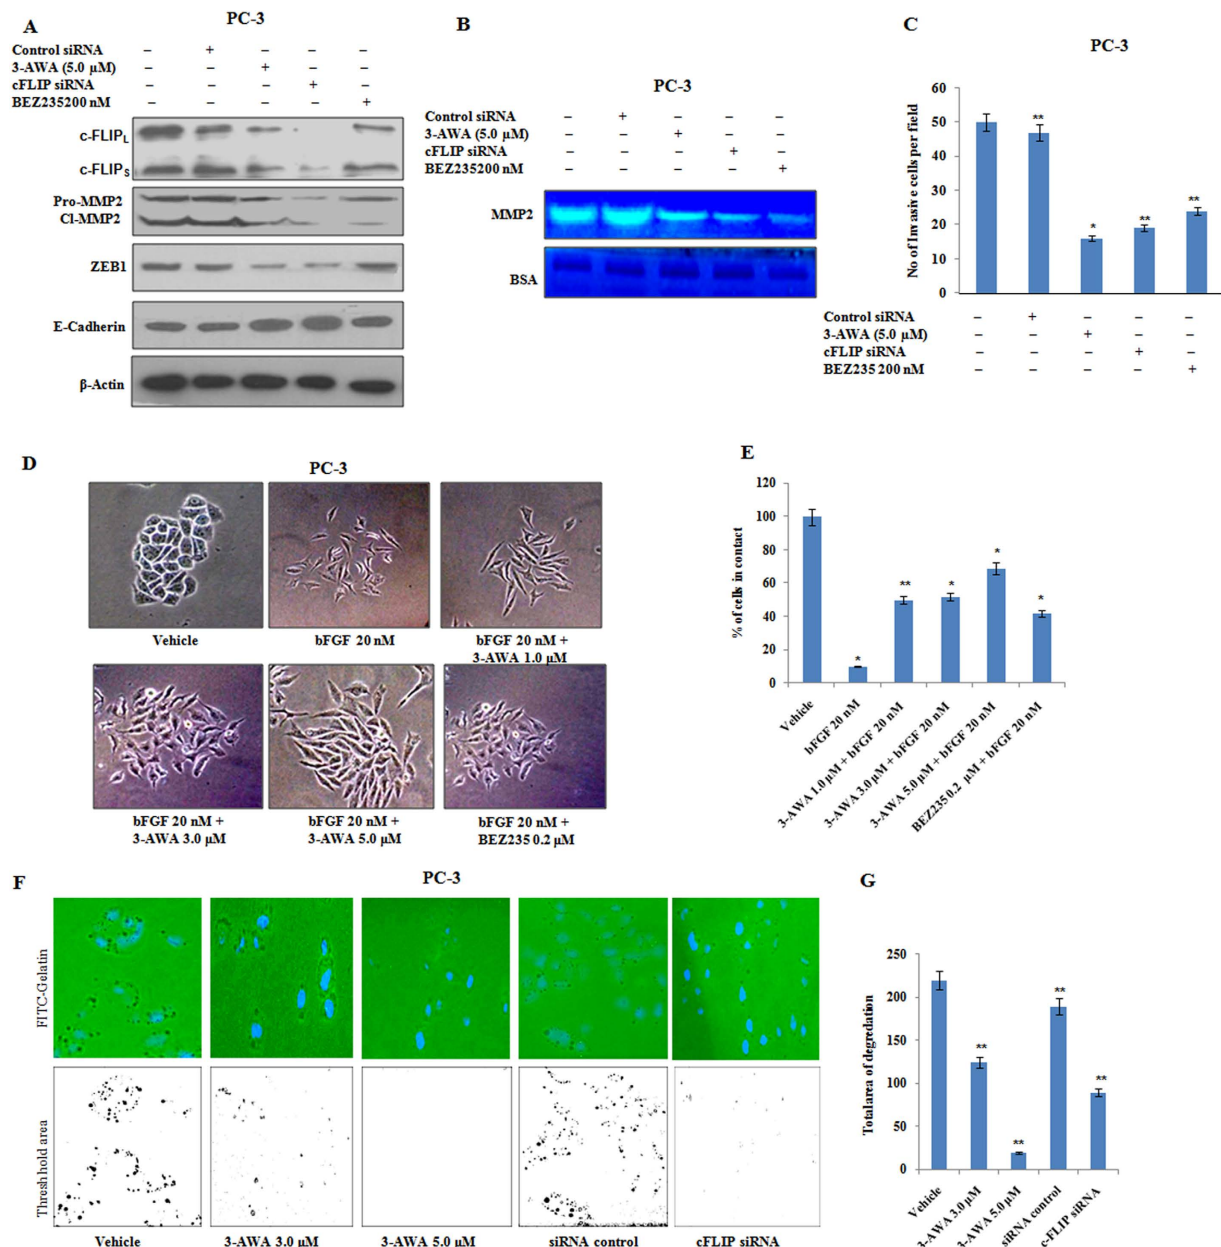 A
PC-3
Control siRNA – + – – –
3-AWA (5.0 µM) – – + – –
cFLIP siRNA – – – + –
BEZ235200 nM – – – – +
c-FLIPL
c-FLIPS
Pro-MMP2
Cl-MMP2
ZEB1
E-Cadherin
β-Actin
B
PC-3
Control siRNA – + – – –
3-AWA (5.0 µM) – – + – –
cFLIP siRNA – – – + –
BEZ235200 nM – – – – +
MMP2
BSA
C
PC-3
No of Invasive cells per field
60
50
40
30
20
10
0
**
*
**
**
Control siRNA – + – – –
3-AWA (5.0 µM) – – + – –
cFLIP siRNA – – – + –
BEZ235 200 nM – – – – +
D
PC-3
Vehicle
bFGF 20 nM
bFGF 20 nM +
3-AWA 1.0 µM
bFGF 20 nM +
3-AWA 3.0 µM
bFGF 20 nM +
3-AWA 5.0 µM
bFGF 20 nM +
BEZ235 0.2 µM
E
% of cells in contact
120
100
80
60
40
20
0
*
**
*
*
*
Vehicle
bFGF 20 nM
3-AWA 1.0 µM + bFGF 20 nM
3-AWA 3.0 µM + bFGF 20 nM
3-AWA 5.0 µM + bFGF 20 nM
BEZ235 0.2 µM + bFGF 20 nM
F
PC-3
FITC-Gelatin
Threshhold area
Vehicle
3-AWA 3.0 µM
3-AWA 5.0 µM
siRNA control
cFLIP siRNA
G
Total area of degredation
250
200
150
100
50
0
**
**
**
**
Vehicle
3-AWA 3.0 µM
3-AWA 5.0 µM
siRNA control
c-FLIP siRNA